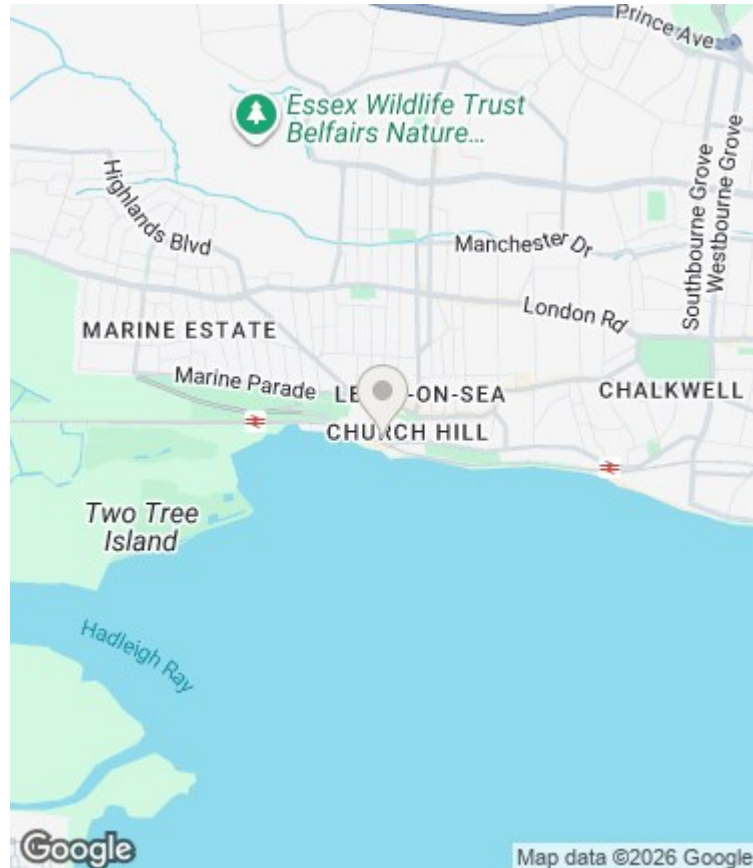 Prince Ave
Essex Wildlife Trust
Belfairs Nature...
Southbourne Grove
Westbourne Grove
Highlands Blvd
Manchester Dr
London Rd
MARINE ESTATE
Marine Parade
ON-SEA
CHALKWELL
CHURCH HILL
Two Tree
Island
Hadleigh Ray
Google
Map data ©2026 Google